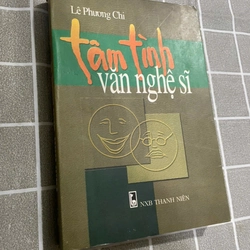 Lê Phương Chi
tâm tình
văn nghệ sĩ
NXB THANH NIÊN